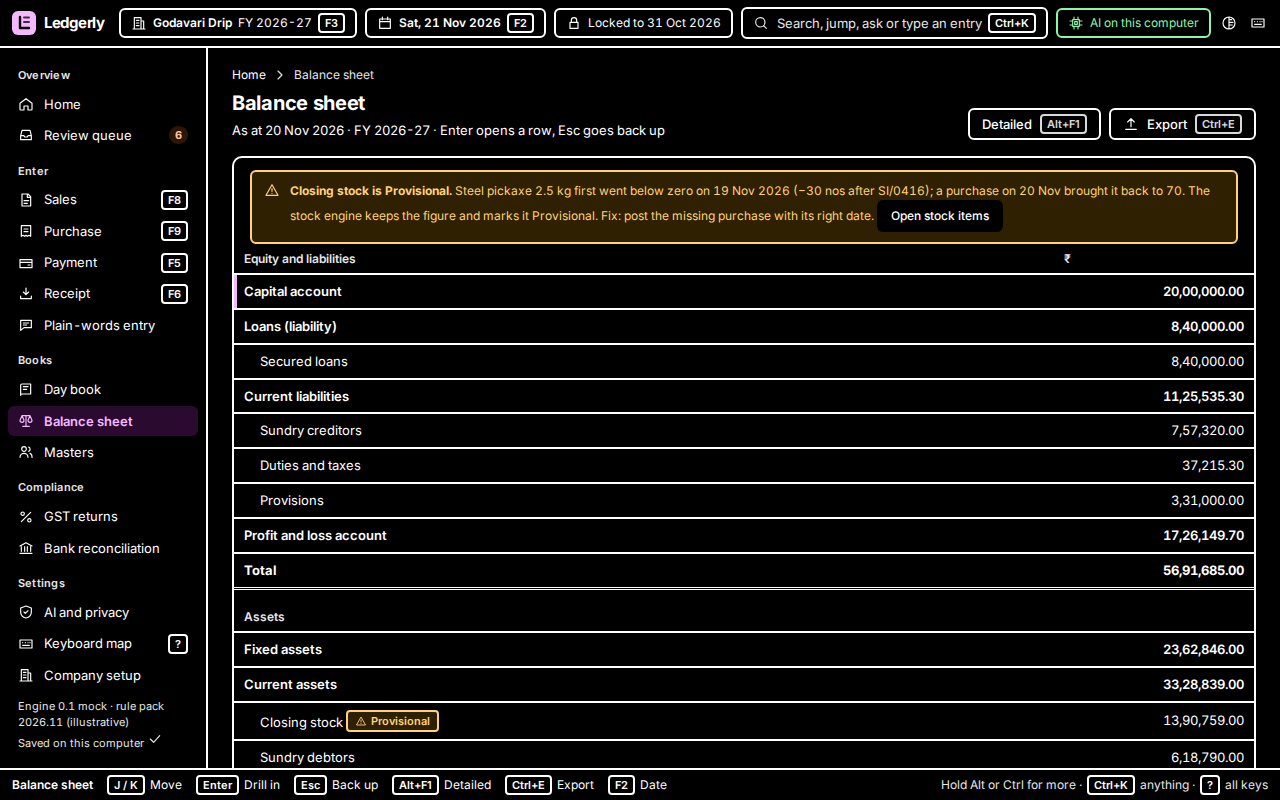 Ledgerly
Godavari Drip FY 2026-27 F3
Sat, 21 Nov 2026 F2
Locked to 31 Oct 2026
Search, jump, ask or type an entry Ctrl+K
AI on this computer
Overview
Home
Review queue 6
Enter
Sales F8
Purchase F9
Payment F5
Receipt F6
Plain-words entry
Books
Day book
Balance sheet
Masters
Compliance
GST returns
Bank reconciliation
Settings
AI and privacy
Keyboard map ?
Company setup
Engine 0.1 mock · rule pack
2026.11 (illustrative)
Saved on this computer
Home > Balance sheet
Balance sheet
As at 20 Nov 2026 · FY 2026-27 · Enter opens a row, Esc goes back up
Detailed Alt+F1
Export Ctrl+E
Closing stock is Provisional. Steel pickaxe 2.5 kg first went below zero on 19 Nov 2026 (−30 nos after SI/0416); a purchase on 20 Nov brought it back to 70. The
stock engine keeps the figure and marks it Provisional. Fix: post the missing purchase with its right date. Open stock items
Equity and liabilities ₹
Capital account 20,00,000.00
Loans (liability) 8,40,000.00
Secured loans 8,40,000.00
Current liabilities 11,25,535.30
Sundry creditors 7,57,320.00
Duties and taxes 37,215.30
Provisions 3,31,000.00
Profit and loss account 17,26,149.70
Total 56,91,685.00
Assets
Fixed assets 23,62,846.00
Current assets 33,28,839.00
Closing stock Provisional 13,90,759.00
Sundry debtors 6,18,790.00
Balance sheet J / K Move Enter Drill in Esc Back up Alt+F1 Detailed Ctrl+E Export F2 Date
Hold Alt or Ctrl for more · Ctrl+K anything · ? all keys